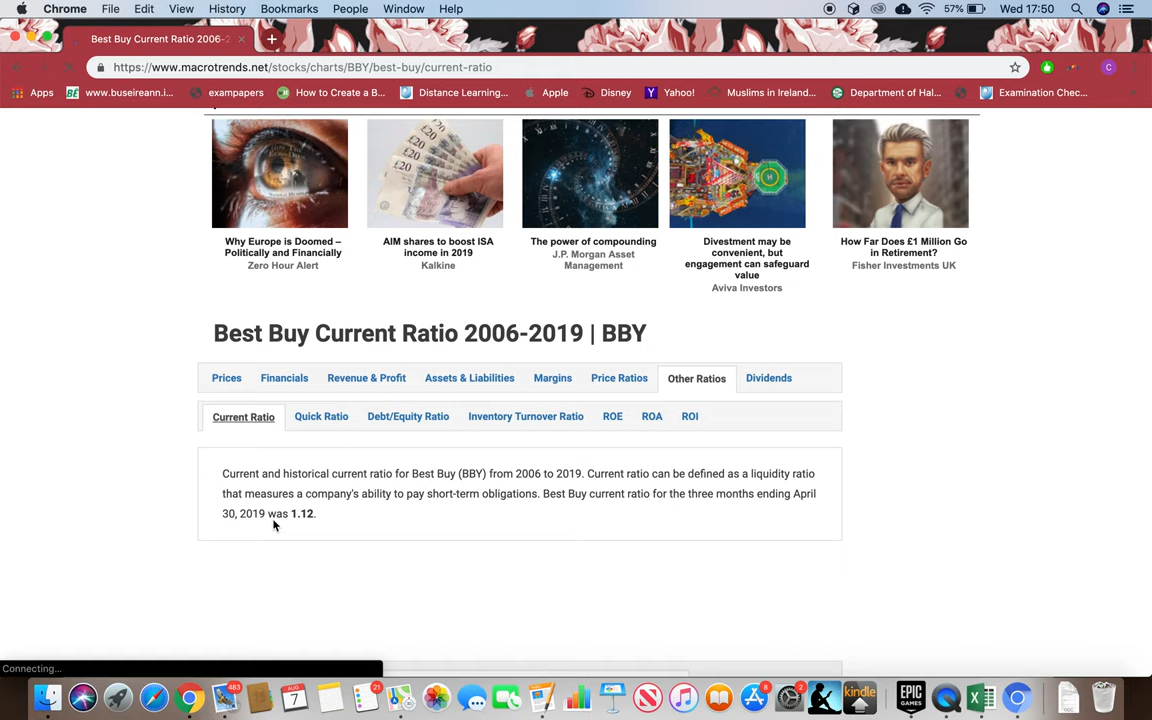 Chrome File Edit View History Bookmarks People Window Help 57% Wed 17:50
Best Buy Current Ratio 2006-2
https://www.macrotrends.net/stocks/charts/BBY/best-buy/current-ratio
C
Apps www.buseireann.i... exampapers How to Create a B... Distance Learning... Apple Disney Yahoo! Muslims in Ireland... Department of Hal... Examination Chec...
Why Europe is Doomed –
Politically and Financially
Zero Hour Alert
AIM shares to boost ISA
income in 2019
Kalkine
The power of compounding
J.P. Morgan Asset
Management
Divestment may be
convenient, but
engagement can safeguard
value
Aviva Investors
How Far Does £1 Million Go
in Retirement?
Fisher Investments UK
Best Buy Current Ratio 2006-2019 | BBY
Prices Financials Revenue & Profit Assets & Liabilities Margins Price Ratios Other Ratios Dividends
Current Ratio Quick Ratio Debt/Equity Ratio Inventory Turnover Ratio ROE ROA ROI
Current and historical current ratio for Best Buy (BBY) from 2006 to 2019. Current ratio can be defined as a liquidity ratio
that measures a company's ability to pay short-term obligations. Best Buy current ratio for the three months ending April
30, 2019 was 1.12.
Connecting...
483 AUG 7 21 8 2 kindle EPIC GAMES